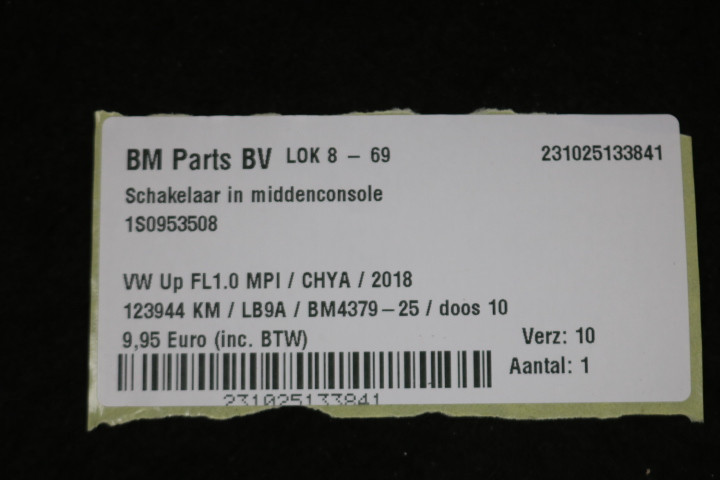 BM Parts BV LOK 8 – 69 231025133841
Schakelaar in middenconsole
1S0953508
VW Up FL1.0 MPI / CHYA / 2018
123944 KM / LB9A / BM4379–25 / doos 10
9,95 Euro (inc. BTW) Verz: 10
Aantal: 1
231025133841